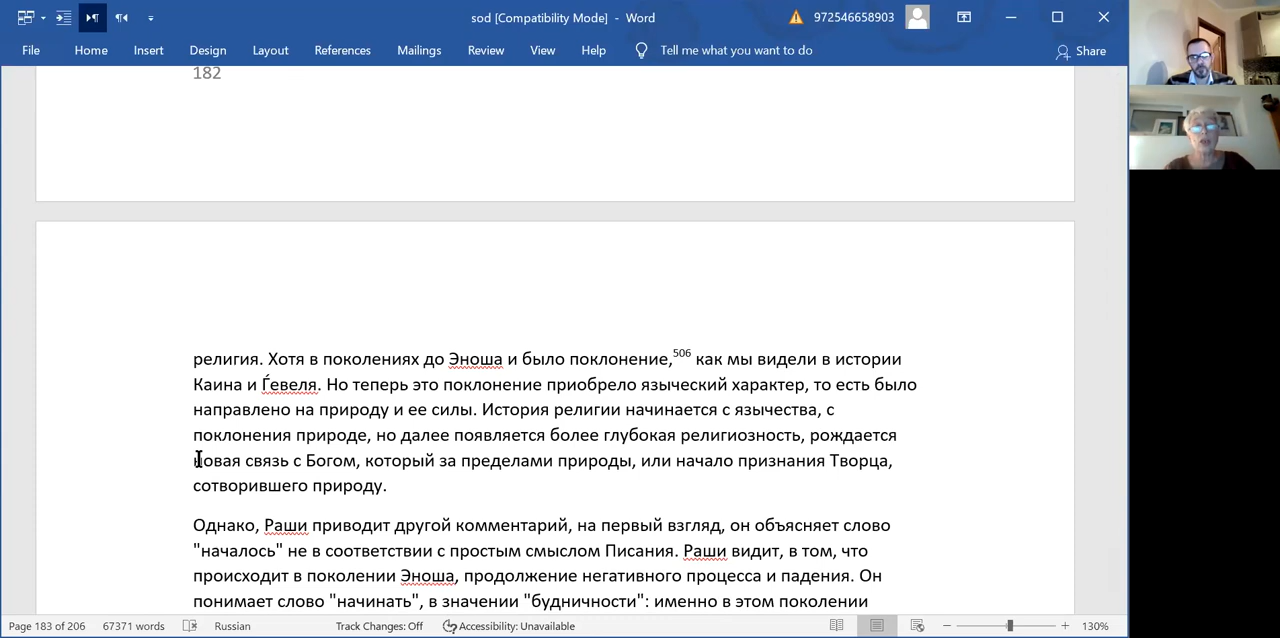 sod [Compatibility Mode] - Word
972546658903
File Home Insert Design Layout References Mailings Review View Help Tell me what you want to do Share
182
религия. Хотя в поколениях до Эноша и было поклонение,506 как мы видели в истории
Каина и Ѓевеля. Но теперь это поклонение приобрело языческий характер, то есть было
направлено на природу и ее силы. История религии начинается с язычества, с
поклонения природе, но далее появляется более глубокая религиозность, рождается
новая связь с Богом, который за пределами природы, или начало признания Творца,
сотворившего природу.
Однако, Раши приводит другой комментарий, на первый взгляд, он объясняет слово
"началось" не в соответствии с простым смыслом Писания. Раши видит, в том, что
происходит в поколении Эноша, продолжение негативного процесса и падения. Он
понимает слово "начинать", в значении "будничности": именно в этом поколении
Page 183 of 206 67371 words Russian Track Changes: Off Accessibility: Unavailable 130%